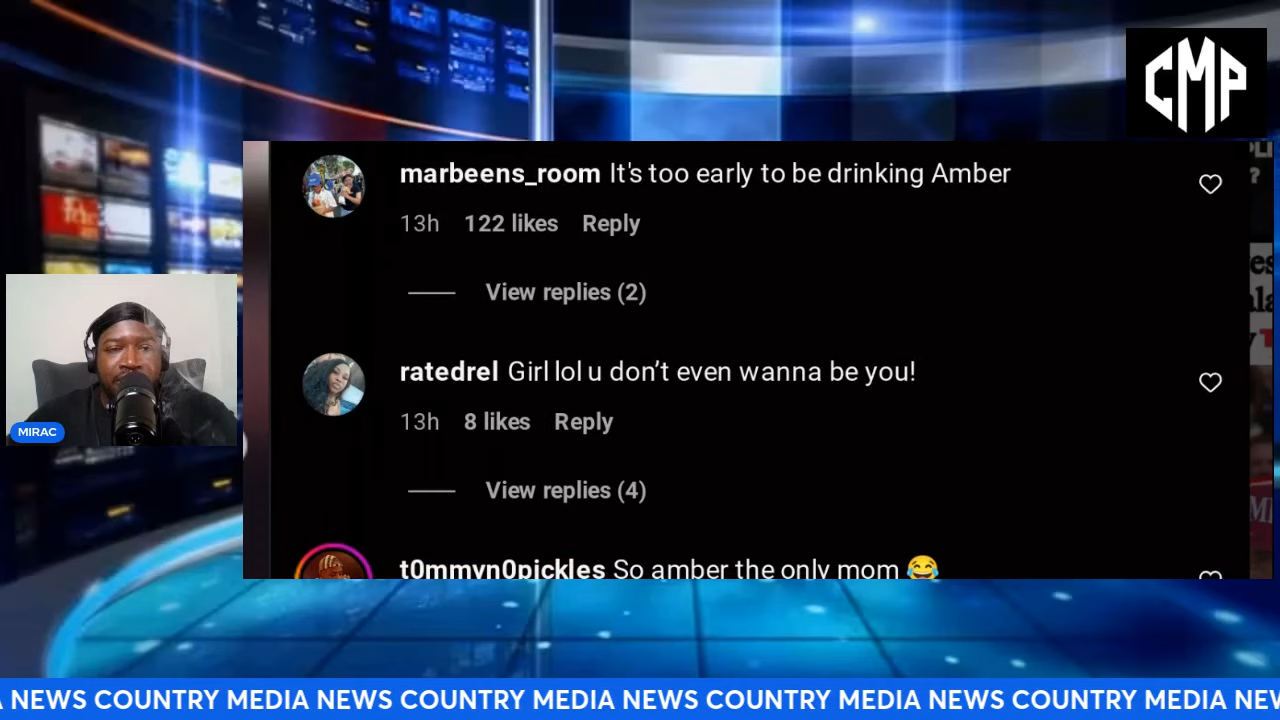 CMP
marbeens_room It's too early to be drinking Amber
13h 122 likes Reply
View replies (2)
ratedrel Girl lol u don’t even wanna be you!
13h 8 likes Reply
View replies (4)
t0mmyn0pickles So amber the only mom 😂
MIRAC
NEWS COUNTRY MEDIA NEWS COUNTRY MEDIA NEWS COUNTRY MEDIA NEWS COUNTRY MEDIA